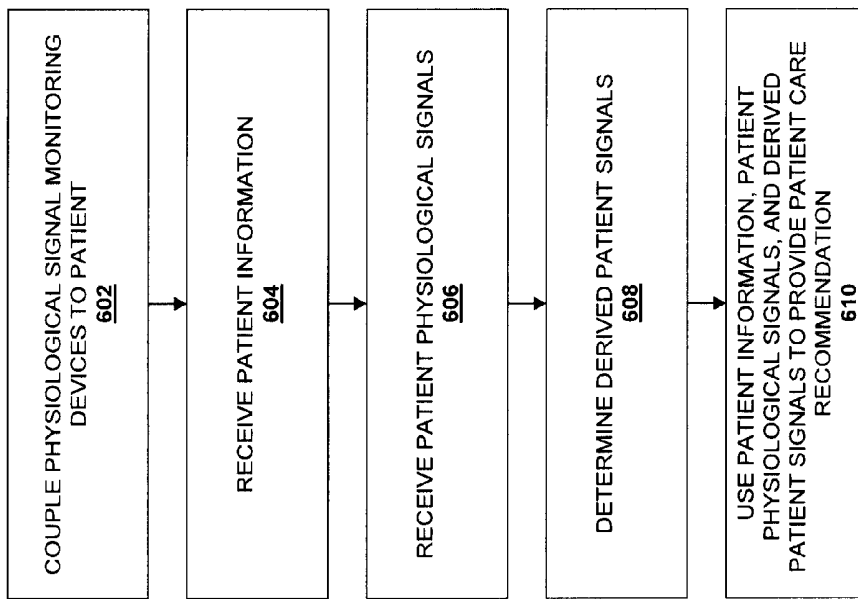 COUPLE PHYSIOLOGICAL SIGNAL MONITORING
DEVICES TO PATIENT
602
RECEIVE PATIENT INFORMATION
604
RECEIVE PATIENT PHYSIOLOGICAL SIGNALS
606
DETERMINE DERIVED PATIENT SIGNALS
608
USE PATIENT INFORMATION, PATIENT
PHYSIOLOGICAL SIGNALS, AND DERIVED
PATIENT SIGNALS TO PROVIDE PATIENT CARE
RECOMMENDATION
610